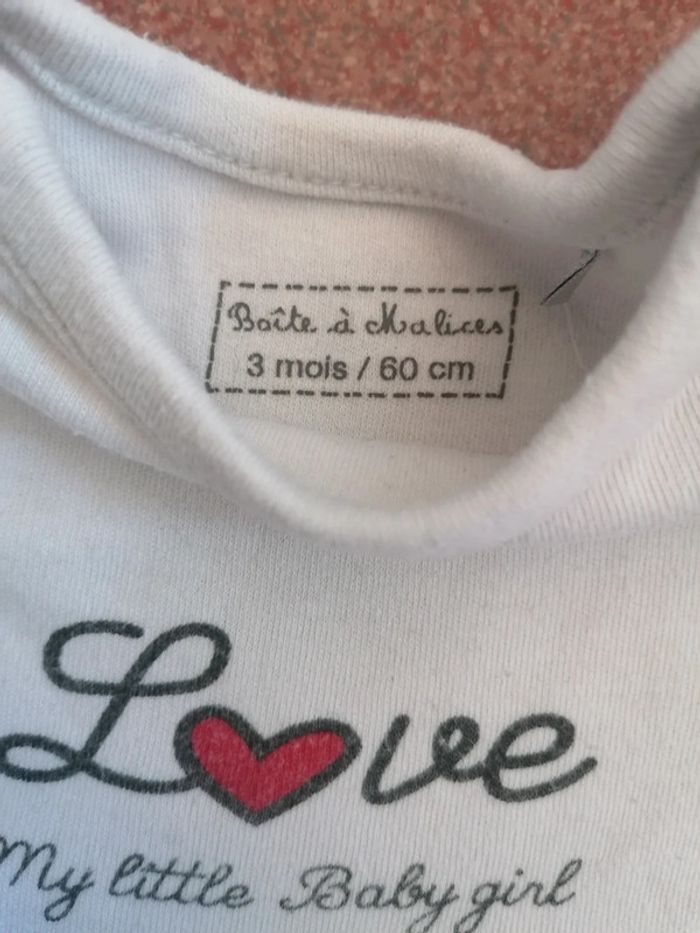 Boîte à Malices
3 mois / 60 cm
Love
My little Baby girl